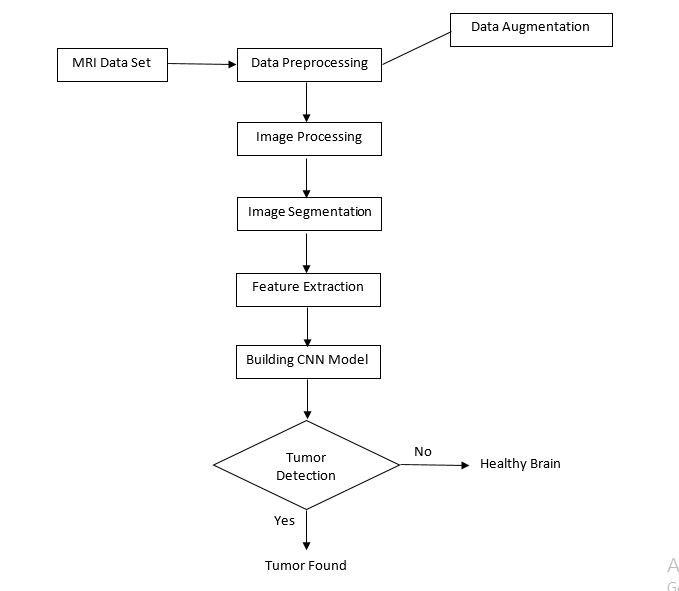 Data Augmentation
MRI Data Set
Data Preprocessing
Image Processing
Image Segmentation
Feature Extraction
Building CNN Model
Tumor
Detection
No
Healthy Brain
Yes
Tumor Found